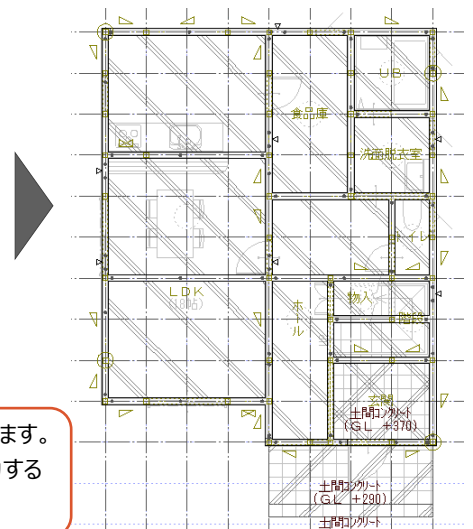 UB
食品庫
洗面脱衣室
トイレ
LDK
(18帖)
ホール
物入
階段
玄関
土間コンクリート
(GL +370)
ます。
する
土間コンクリート
(GL +290)
土間コンクリート